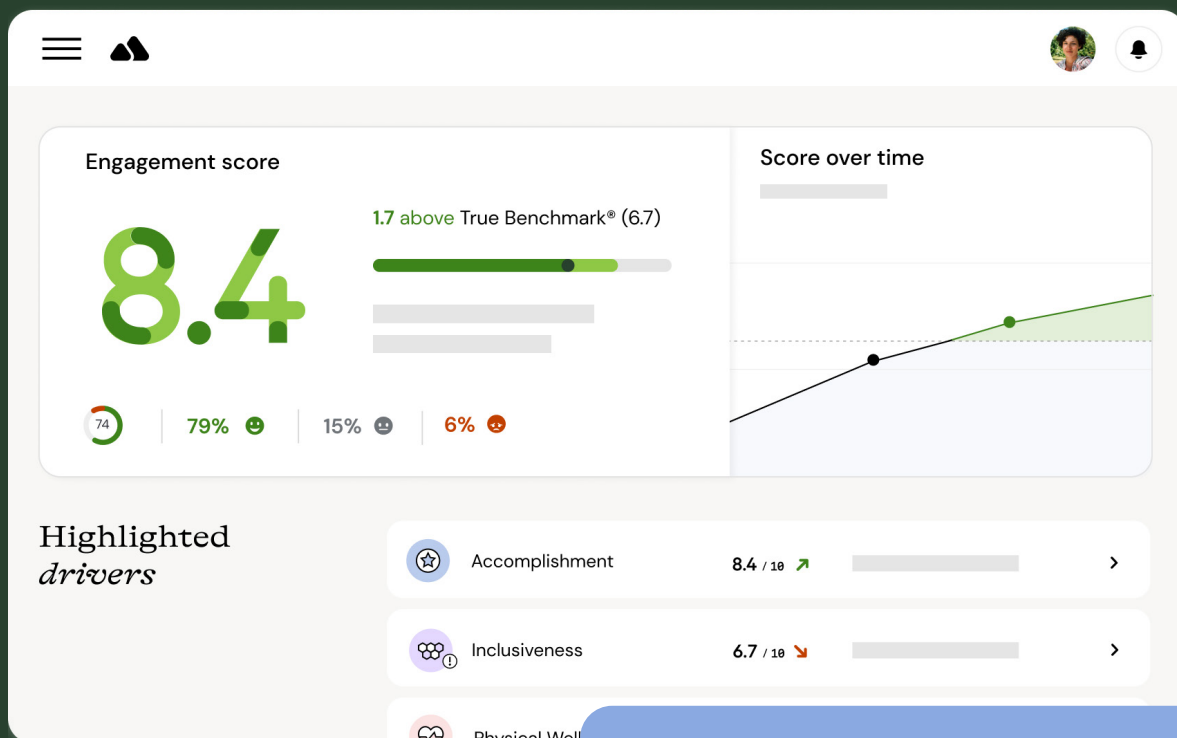 Engagement score
8.4
1.7 above True Benchmark® (6.7)
74
79%
15%
6%
Score over time
Highlighted
drivers
Accomplishment
8.4 / 10
Inclusiveness
6.7 / 10
Physical